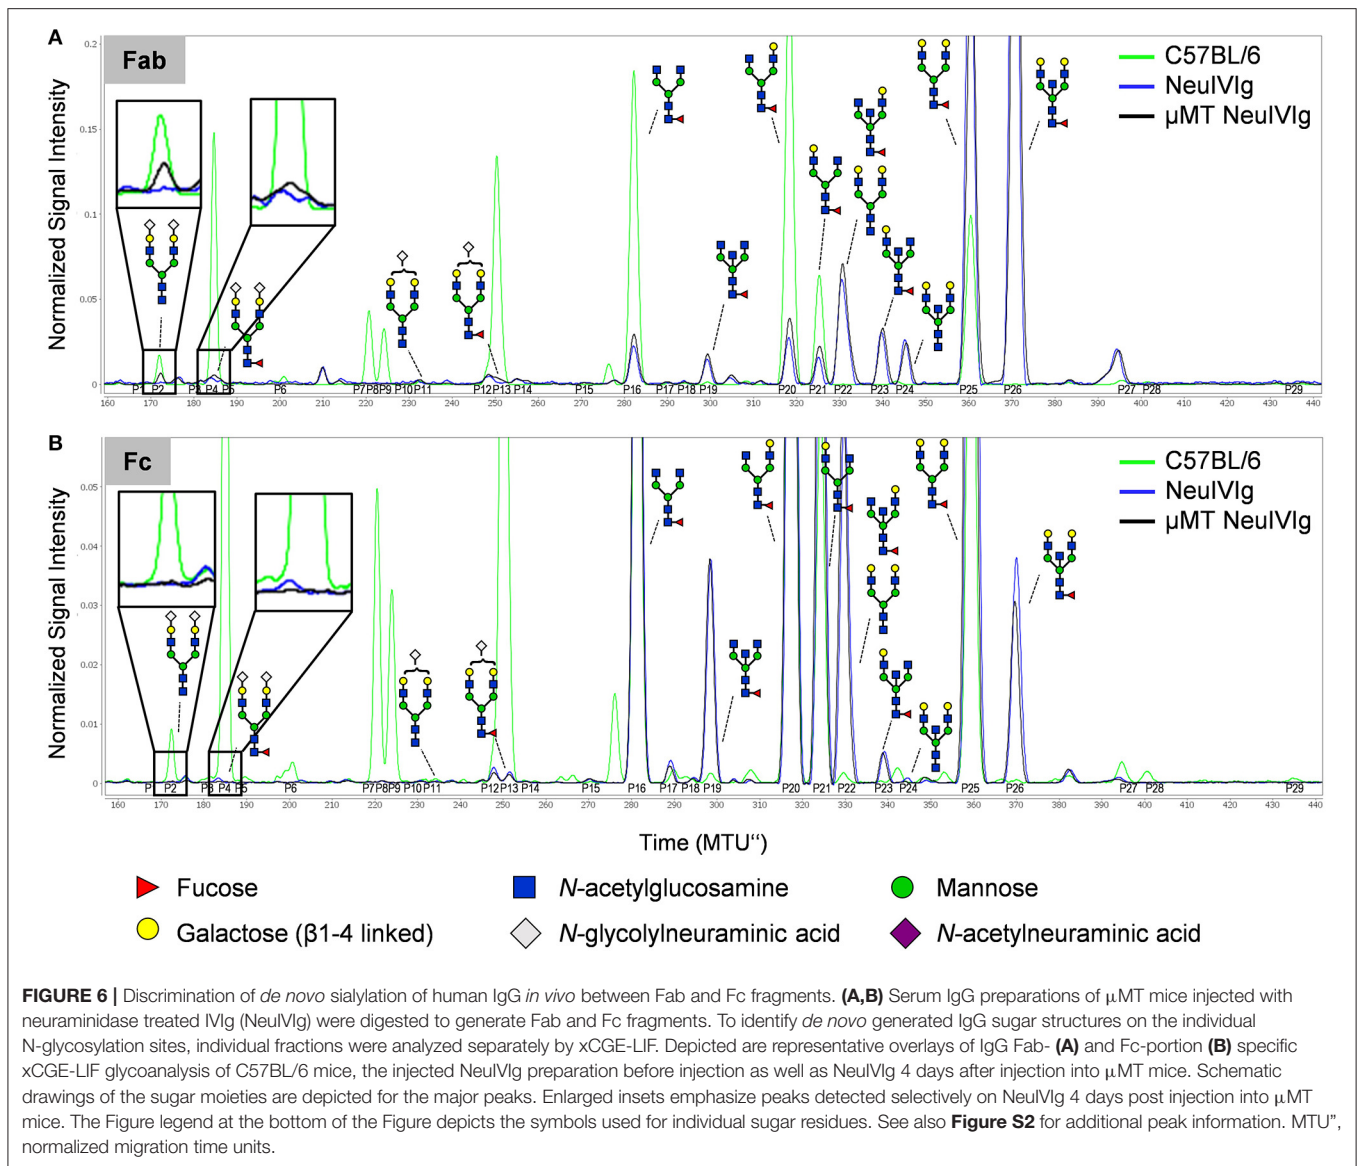 A
Fab
Normalized Signal Intensity
0.2
0.15
0.1
0.05
0
C57BL/6
NeuIVIg
µMT NeuIVIg
P1 P2 P3 P4 P5 P6 P7 P8 P9 P10 P11 P12 P13 P14 P15 P16 P17 P18 P19 P20 P21 P22 P23 P24 P25 P26 P27 P28 P29
160 170 180 190 200 210 220 230 240 250 260 270 280 290 300 310 320 330 340 350 360 370 380 390 400 410 420 430 440
B
Fc
Normalized Signal Intensity
0.05
0.04
0.03
0.02
0.01
0
C57BL/6
NeuIVIg
µMT NeuIVIg
P P2 P3 P4 P5 P6 P7 P8 P9 P10 P11 P12 P13 P14 P15 P16 P17 P18 P19 P20 P21 P22 P23 P24 P25 P26 P27 P28 P29
160 170 180 190 200 210 220 230 240 250 260 270 280 290 300 310 320 330 340 350 360 370 380 390 400 410 420 430 440
Time (MTU“)
Fucose
N-acetylglucosamine
Mannose
Galactose (β1-4 linked)
N-glycolylneuraminic acid
N-acetylneuraminic acid
FIGURE 6 | Discrimination of de novo sialylation of human IgG in vivo between Fab and Fc fragments. (A,B) Serum IgG preparations of μMT mice injected with
neuraminidase treated IVIg (NeuIVIg) were digested to generate Fab and Fc fragments. To identify de novo generated IgG sugar structures on the individual
N-glycosylation sites, individual fractions were analyzed separately by xCGE-LIF. Depicted are representative overlays of IgG Fab- (A) and Fc-portion (B) specific
xCGE-LIF glycoanalysis of C57BL/6 mice, the injected NeuIVIg preparation before injection as well as NeuIVIg 4 days after injection into μMT mice. Schematic
drawings of the sugar moieties are depicted for the major peaks. Enlarged insets emphasize peaks detected selectively on NeuIVIg 4 days post injection into μMT
mice. The Figure legend at the bottom of the Figure depicts the symbols used for individual sugar residues. See also Figure S2 for additional peak information. MTU”,
normalized migration time units.